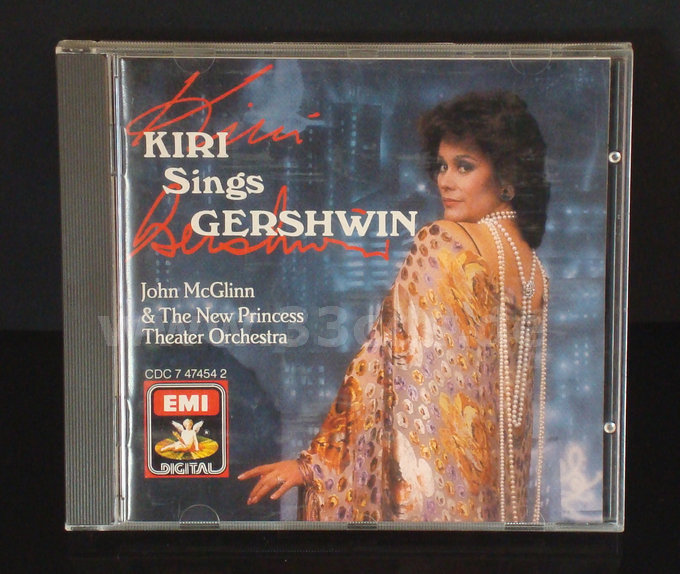 Kiri
KIRI
Sings
GERSHWIN
Gershwin
John McGlinn
& The New Princess
Theater Orchestra
CDC 7 47454 2
EMI
DIGITAL